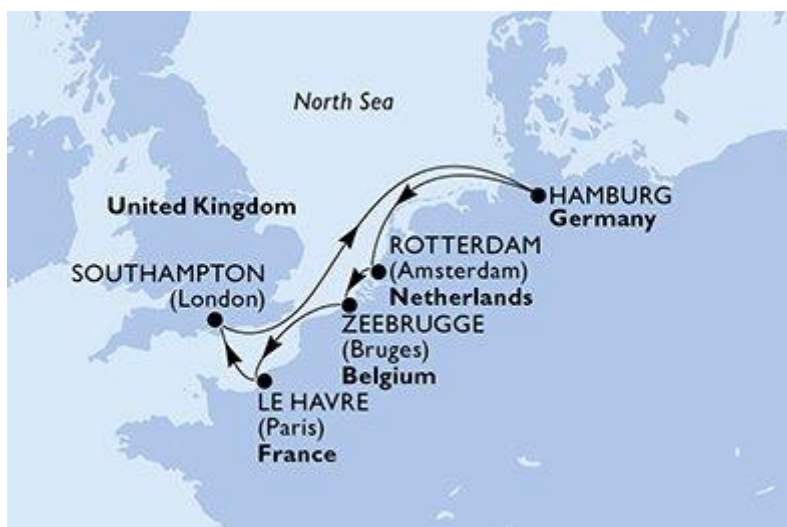 North Sea
United Kingdom
HAMBURG
Germany
ROTTERDAM
(Amsterdam)
Netherlands
SOUTHAMPTON
(London)
ZEEBRUGGE
(Bruges)
Belgium
LE HAVRE
(Paris)
France